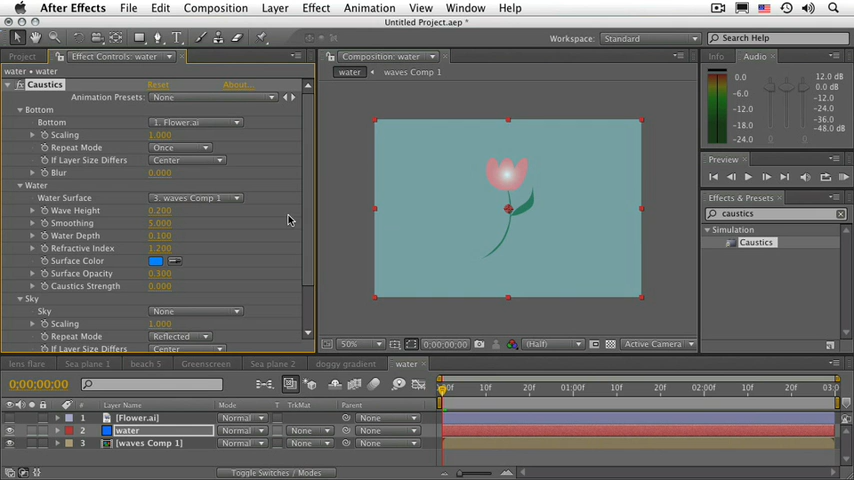 After Effects File Edit Composition Layer Effect Animation View Window Help
Untitled Project.aep *
Workspace: Standard Search Help
Project Effect Controls: water
water • water
fx Caustics Reset About...
Animation Presets: None
Bottom
Bottom 1. Flower.ai
Scaling 1.000
Repeat Mode Once
If Layer Size Differs Center
Blur 0.000
Water
Water Surface 3. waves Comp 1
Wave Height 0.200
Smoothing 5.000
Water Depth 0.100
Refractive Index 1.200
Surface Color
Surface Opacity 0.300
Caustics Strength 0.000
Sky
Sky None
Scaling 1.000
Repeat Mode Reflected
If Layer Size Differs Center
Composition: water
water waves Comp 1
50% 0;00;00;00 (Half) Active Camera
Info Audio
0.0 12.0 dB
-6.0 0.0 dB
-12.0 -12.0
-18.0 -24.0
-24.0 -36.0
-48.0 dB
Preview
Effects & Presets
caustics
Simulation
Caustics
lens flare Sea plane 1 beach 5 Greenscreen Sea plane 2 doggy gradient water
0;00;00;00
:00f 10f 20f 01:00f 10f 20f 02:00f 10f 20f 03:0
# Layer Name Mode T TrkMat Parent
1 [Flower.ai] Normal None
2 water Normal None None
3 [waves Comp 1] Normal None None
Toggle Switches / Modes